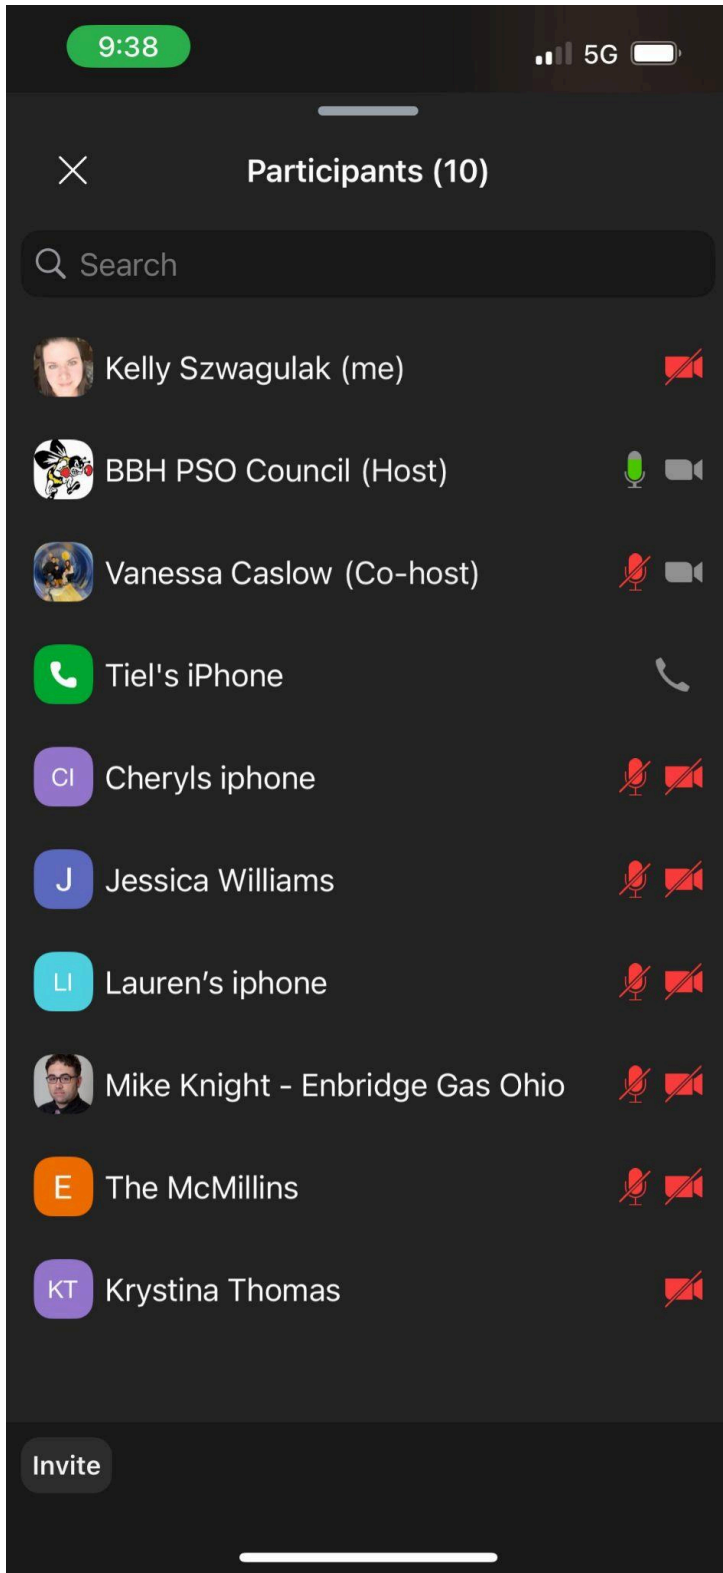 9:38
5G
Participants (10)
Search
Kelly Szwagulak (me)
BBH PSO Council (Host)
Vanessa Caslow (Co-host)
Tiel's iPhone
CI
Cheryls iphone
J
Jessica Williams
LI
Lauren’s iphone
Mike Knight - Enbridge Gas Ohio
E
The McMillins
KT
Krystina Thomas
Invite